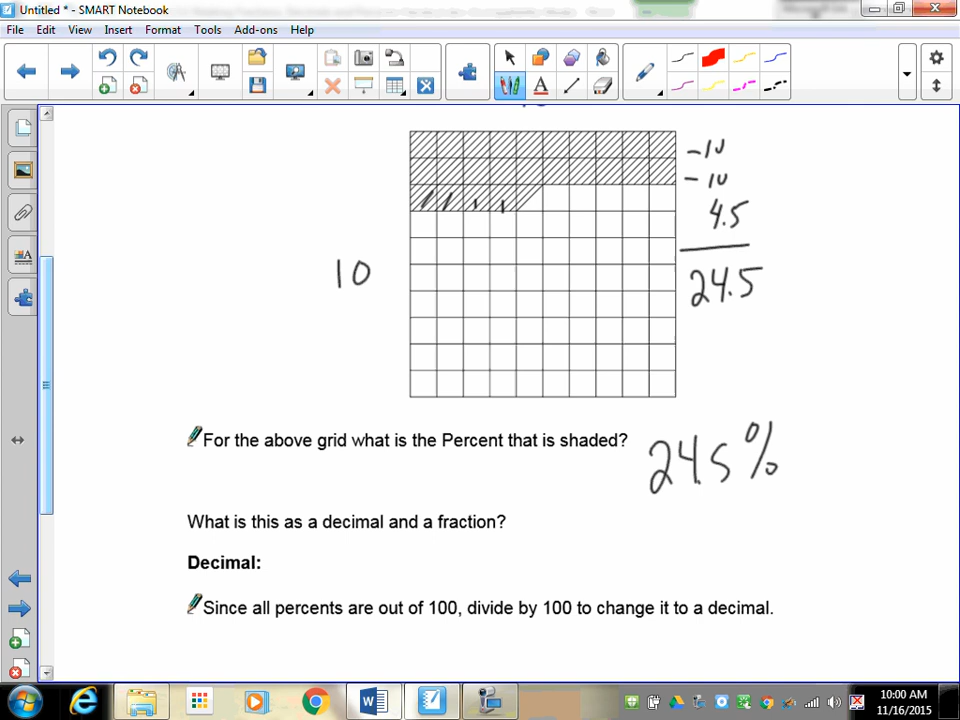 Untitled * - SMART Notebook
File Edit View Insert Format Tools Add-ons Help
-10
-10
4.5
10
24.5
For the above grid what is the Percent that is shaded?
24.5%
What is this as a decimal and a fraction?
Decimal:
Since all percents are out of 100, divide by 100 to change it to a decimal.
10:00 AM
11/16/2015